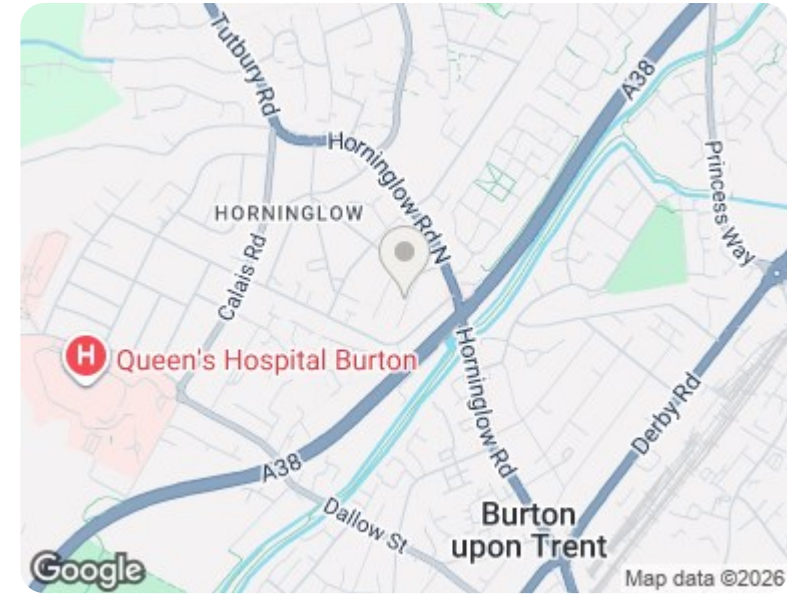 Tutbury Rd
A38
Horninglow Rd N
Princess Way
HORNINGLOW
Calais Rd
H
Queen's Hospital Burton
Horninglow Rd
Derby Rd
A38
Dallow St
Burton
upon Trent
Google
Map data ©2026